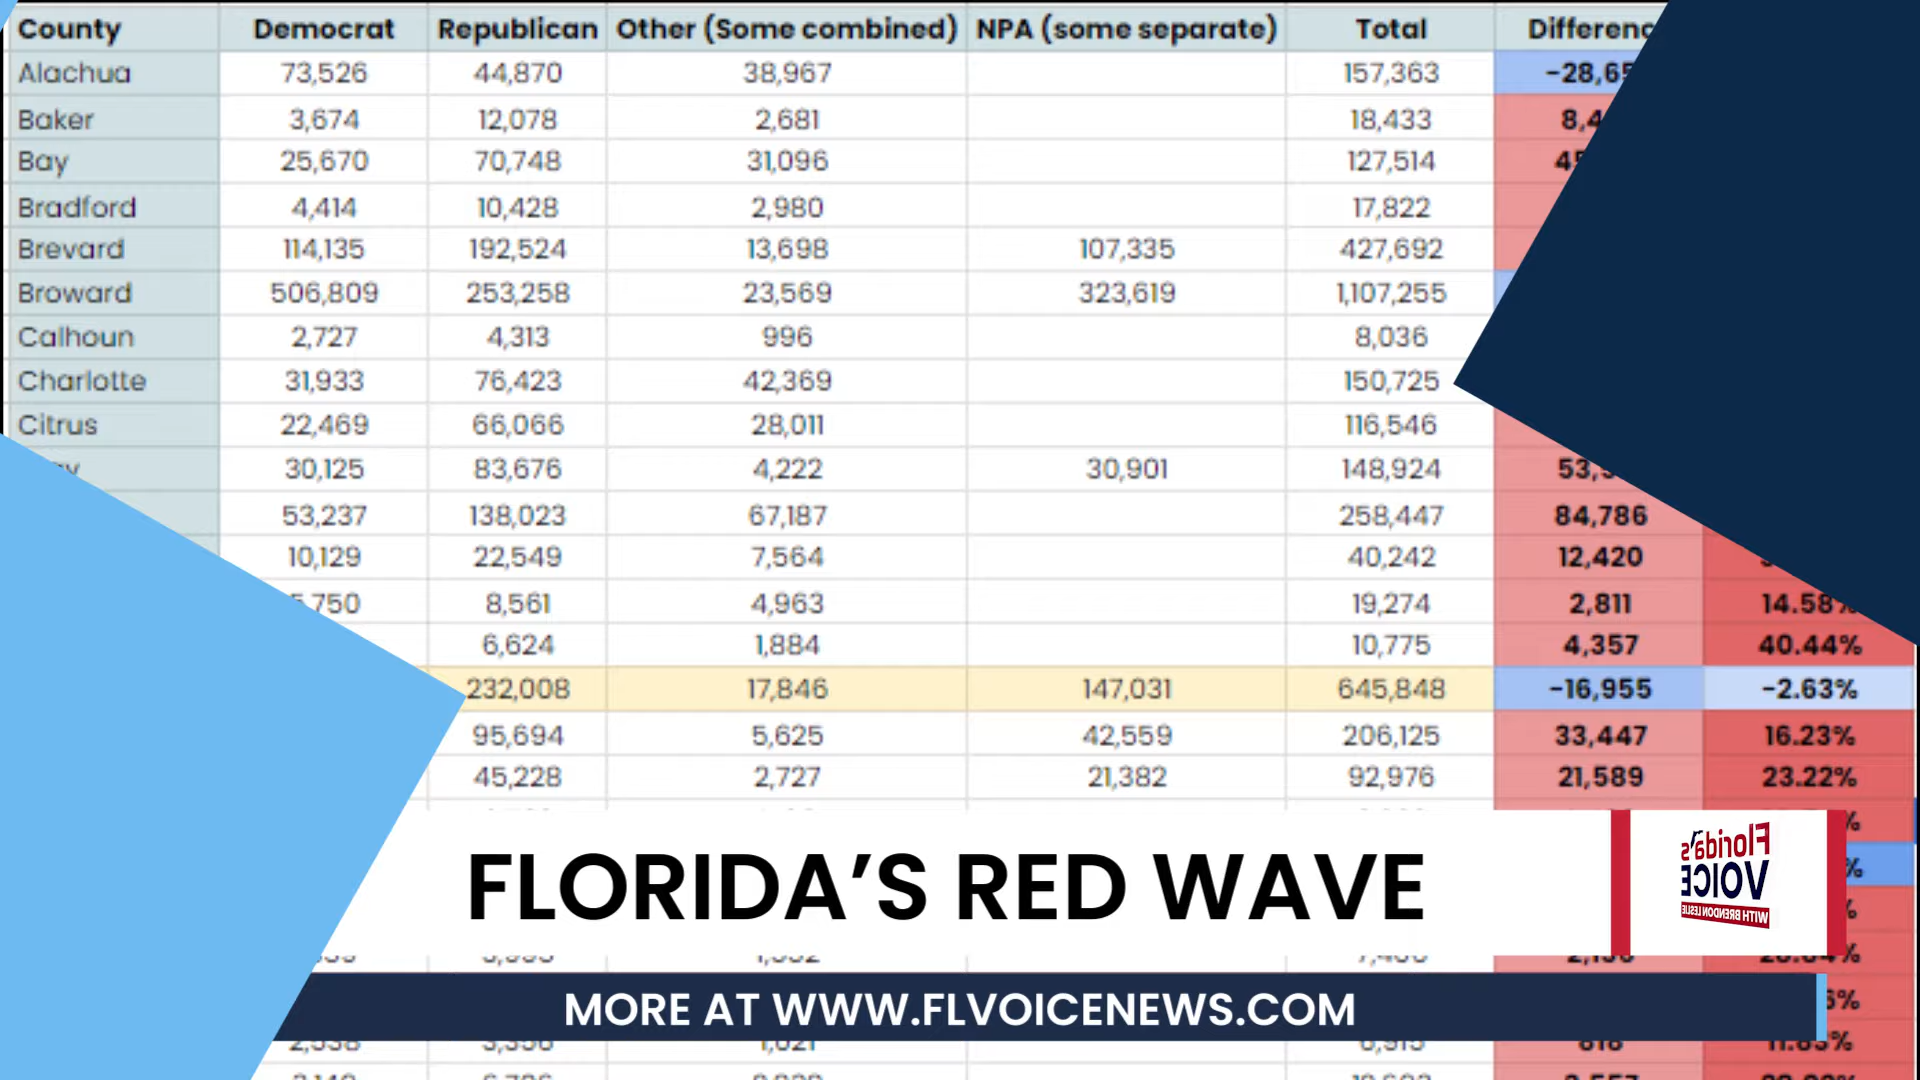 County Democrat Republican Other (Some combined) NPA (some separate) Total
Alachua 73,526 44,870 38,967 157,363
Baker 3,674 12,078 2,681 18,433
Bay 25,670 70,748 31,096 127,514
Bradford 4,414 10,428 2,980 17,822
Brevard 114,135 192,524 13,698 107,335 427,692
Broward 506,809 253,258 23,569 323,619 1,107,255
Calhoun 2,727 4,313 996 8,036
Charlotte 31,933 76,423 42,369 150,725
Citrus 22,469 66,066 28,011 116,546
30,125 83,676 4,222 30,901 148,924
53,237 138,023 67,187 258,447 84,786
10,129 22,549 7,564 40,242 12,420
8,561 4,963 19,274 2,811 14.58%
6,624 1,884 10,775 4,357 40.44%
232,008 17,846 147,031 645,848 -16,955 -2.63%
95,694 5,625 42,559 206,125 33,447 16.23%
45,228 2,727 21,382 92,976 21,589 23.22%
FLORIDA'S RED WAVE
Florida's
VOICE
WITH BRENDON LESLIE
MORE AT WWW.FLVOICENEWS.COM